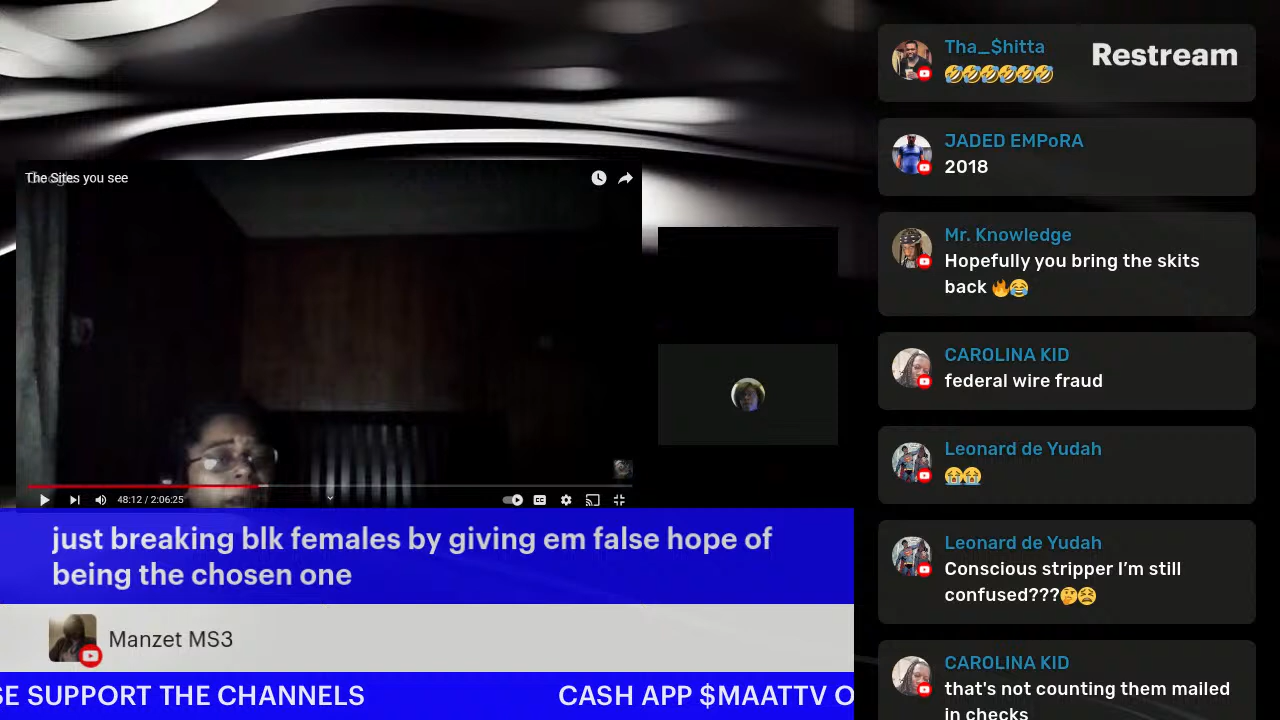 The Sites you see
48:12 / 2:06:25
just breaking blk females by giving em false hope of
being the chosen one
Manzet MS3
SE SUPPORT THE CHANNELS
CASH APP $MAATTV O
Restream
Tha_$hitta
🤣🤣🤣🤣🤣🤣
JADED EMPoRA
2018
Mr. Knowledge
Hopefully you bring the skits
back 🔥😂
CAROLINA KID
federal wire fraud
Leonard de Yudah
😭😭
Leonard de Yudah
Conscious stripper I’m still
confused???🤔😫
CAROLINA KID
that's not counting them mailed
in checks